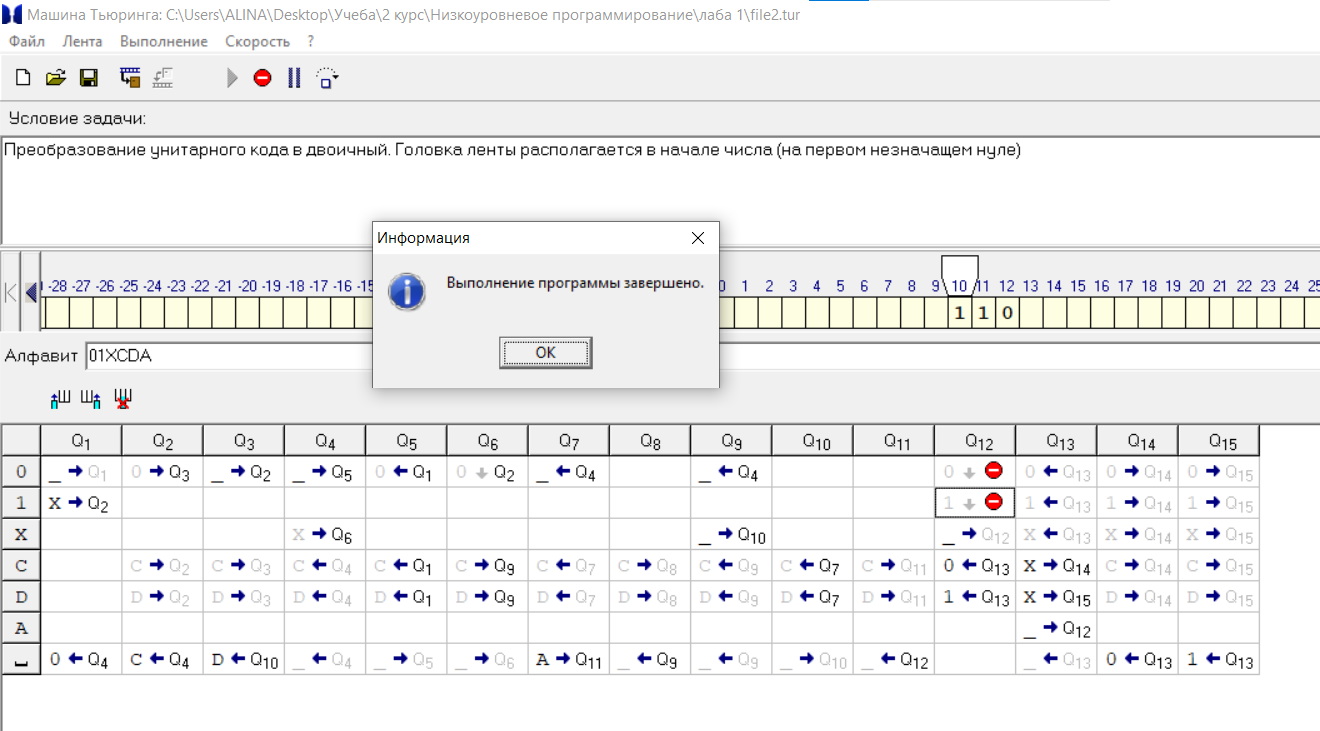 Машина Тьюринга: C:\Users\ALINA\Desktop\Учеба\2 курс\Низкоуровневое программирование\лаба 1\file2.tur
Файл Лента Выполнение Скорость ?
Условие задачи:
Преобразование унитарного кода в двоичный. Головка ленты располагается в начале числа (на первом незначащем нуле)
Информация
Выполнение программы завершено.
OK
-28 -27 -26 -25 -24 -23 -22 -21 -20 -19 -18 -17 -16 -15 0 1 2 3 4 5 6 7 8 9 10 11 12 13 14 15 16 17 18 19 20 21 22 23 24 25
1 1 0
Алфавит 01XCDA
Q1 Q2 Q3 Q4 Q5 Q6 Q7 Q8 Q9 Q10 Q11 Q12 Q13 Q14 Q15
0 _ → Q1 0 → Q3 _ → Q2 _ → Q5 0 ← Q1 0 ↓ Q2 _ ← Q4 _ ← Q4 0 ↓ 0 ← Q13 0 → Q14 0 → Q15
1 X → Q2 1 ↓ 1 ← Q13 1 → Q14 1 → Q15
X X → Q6 _ → Q10 _ → Q12 X ← Q13 X → Q14 X → Q15
C C → Q2 C → Q3 C ← Q4 C ← Q1 C → Q9 C ← Q7 C → Q8 C ← Q9 C ← Q7 C → Q11 0 ← Q13 X → Q14 C → Q14 C → Q15
D D → Q2 D → Q3 D ← Q4 D ← Q1 D → Q9 D ← Q7 D → Q8 D ← Q9 D ← Q7 D → Q11 1 ← Q13 X → Q15 D → Q14 D → Q15
A _ → Q12
␣ 0 ← Q4 C ← Q4 D ← Q10 _ ← Q4 _ → Q5 _ → Q6 A → Q11 _ ← Q9 _ ← Q9 _ → Q10 _ ← Q12 _ ← Q13 0 ← Q13 1 ← Q13